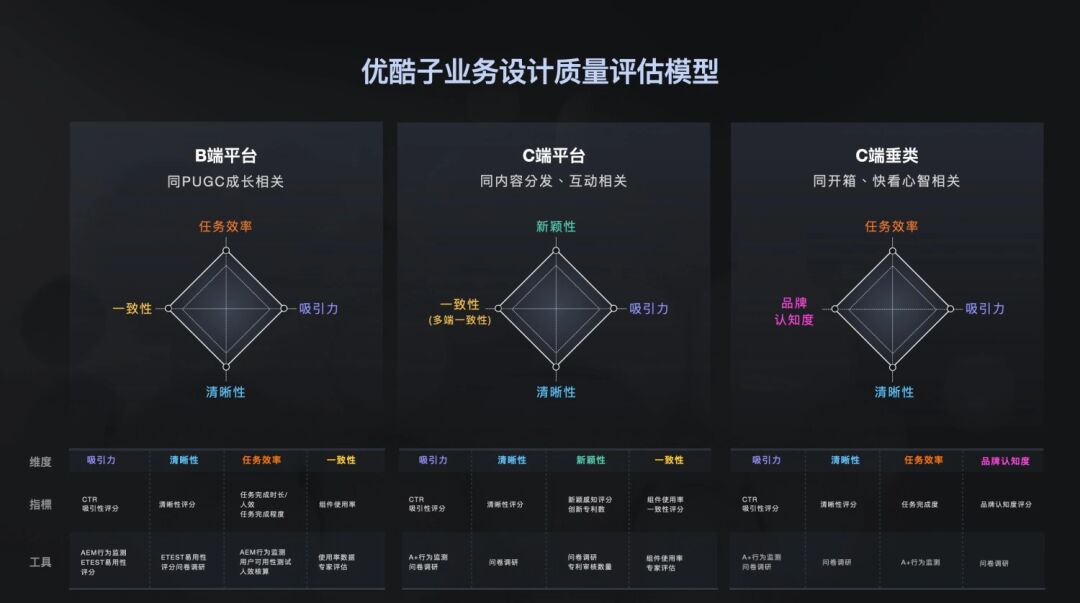 优酷子业务设计质量评估模型
B端平台
同PUGC成长相关
任务效率
一致性
吸引力
清晰性
C端平台
同内容分发、互动相关
新颖性
一致性
(多端一致性)
吸引力
清晰性
C端垂类
同开箱、快看心智相关
任务效率
品牌
认知度
吸引力
清晰性
维度
吸引力
清晰性
任务效率
一致性
吸引力
清晰性
新颖性
一致性
吸引力
清晰性
任务效率
品牌认知度
指標
CTR
吸引性评分
清晰性评分
任务完成时长/
人效
任务完成程度
组件使用率
CTR
吸引性评分
清晰性评分
新颖感知评分
创新专利数
组件使用率
一致性评分
CTR
吸引性评分
清晰性评分
任务完成度
品牌认知度评分
工具
AEM行为监测
ETEST易用性
评分
ETEST易用性
评分问卷调研
AEM行为监测
用户可用性测试
人效核算
使用率数据
专家评估
A+行为监测
问卷调研
问卷调研
问卷调研
专利审核数量
组件使用率
专家评估
A+行为监测
问卷调研
问卷调研
A+行为监测
问卷调研